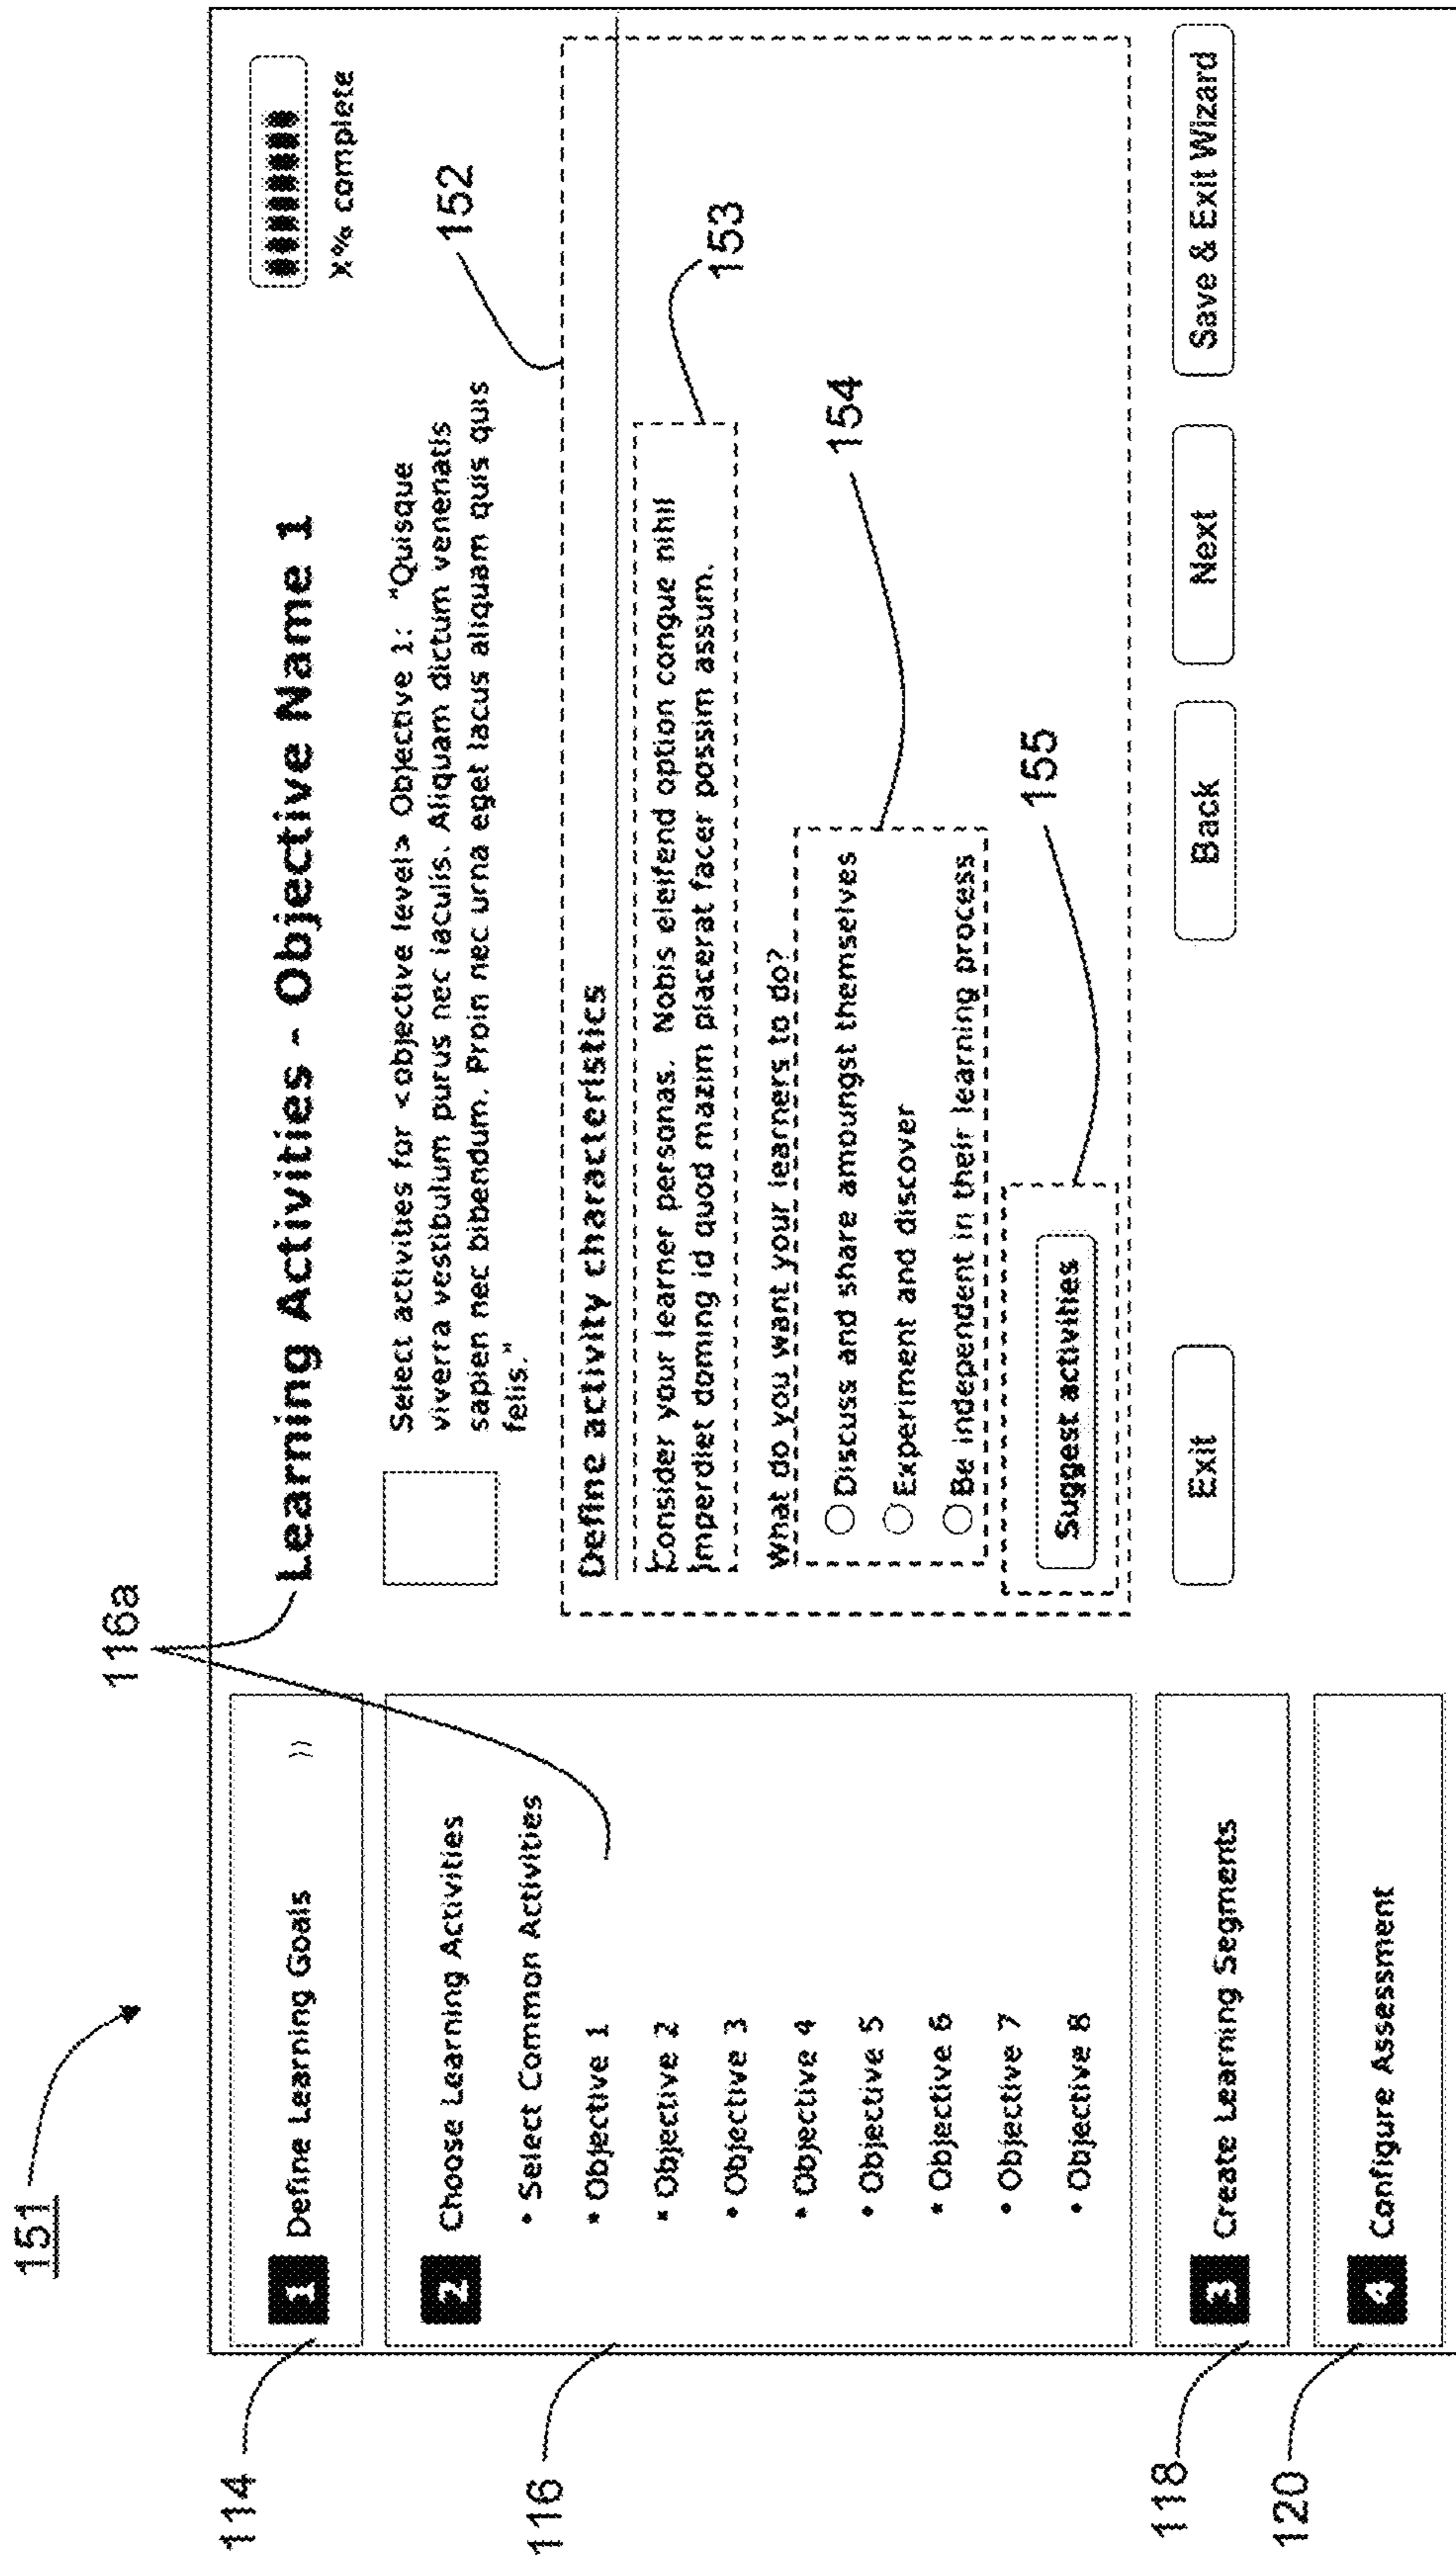 151
116a
114
1 Define Learning Goals
116
2 Choose Learning Activities
• Select Common Activities
• Objective 1
• Objective 2
• Objective 3
• Objective 4
• Objective 5
• Objective 6
• Objective 7
• Objective 8
118
3 Create Learning Segments
120
4 Configure Assessment
Learning Activities - Objective Name 1
X% complete
Select activities for <objective level> Objective 1: "Quisque
viverra vestibulum purus nec iaculis. Aliquam dictum venenatis
sapien nec bibendum. Proin nec urna eget lacus aliquam quis quis
felis."
152
Define activity characteristics
Consider your learner personas. Nobis eleifend option congue nihil
imperdiet doming id quod mazim placerat facer possim assum.
153
What do you want your learners to do?
Discuss and share amoungst themselves
Experiment and discover
Be independent in their learning process
154
Suggest activities
155
Exit
Back
Next
Save & Exit Wizard